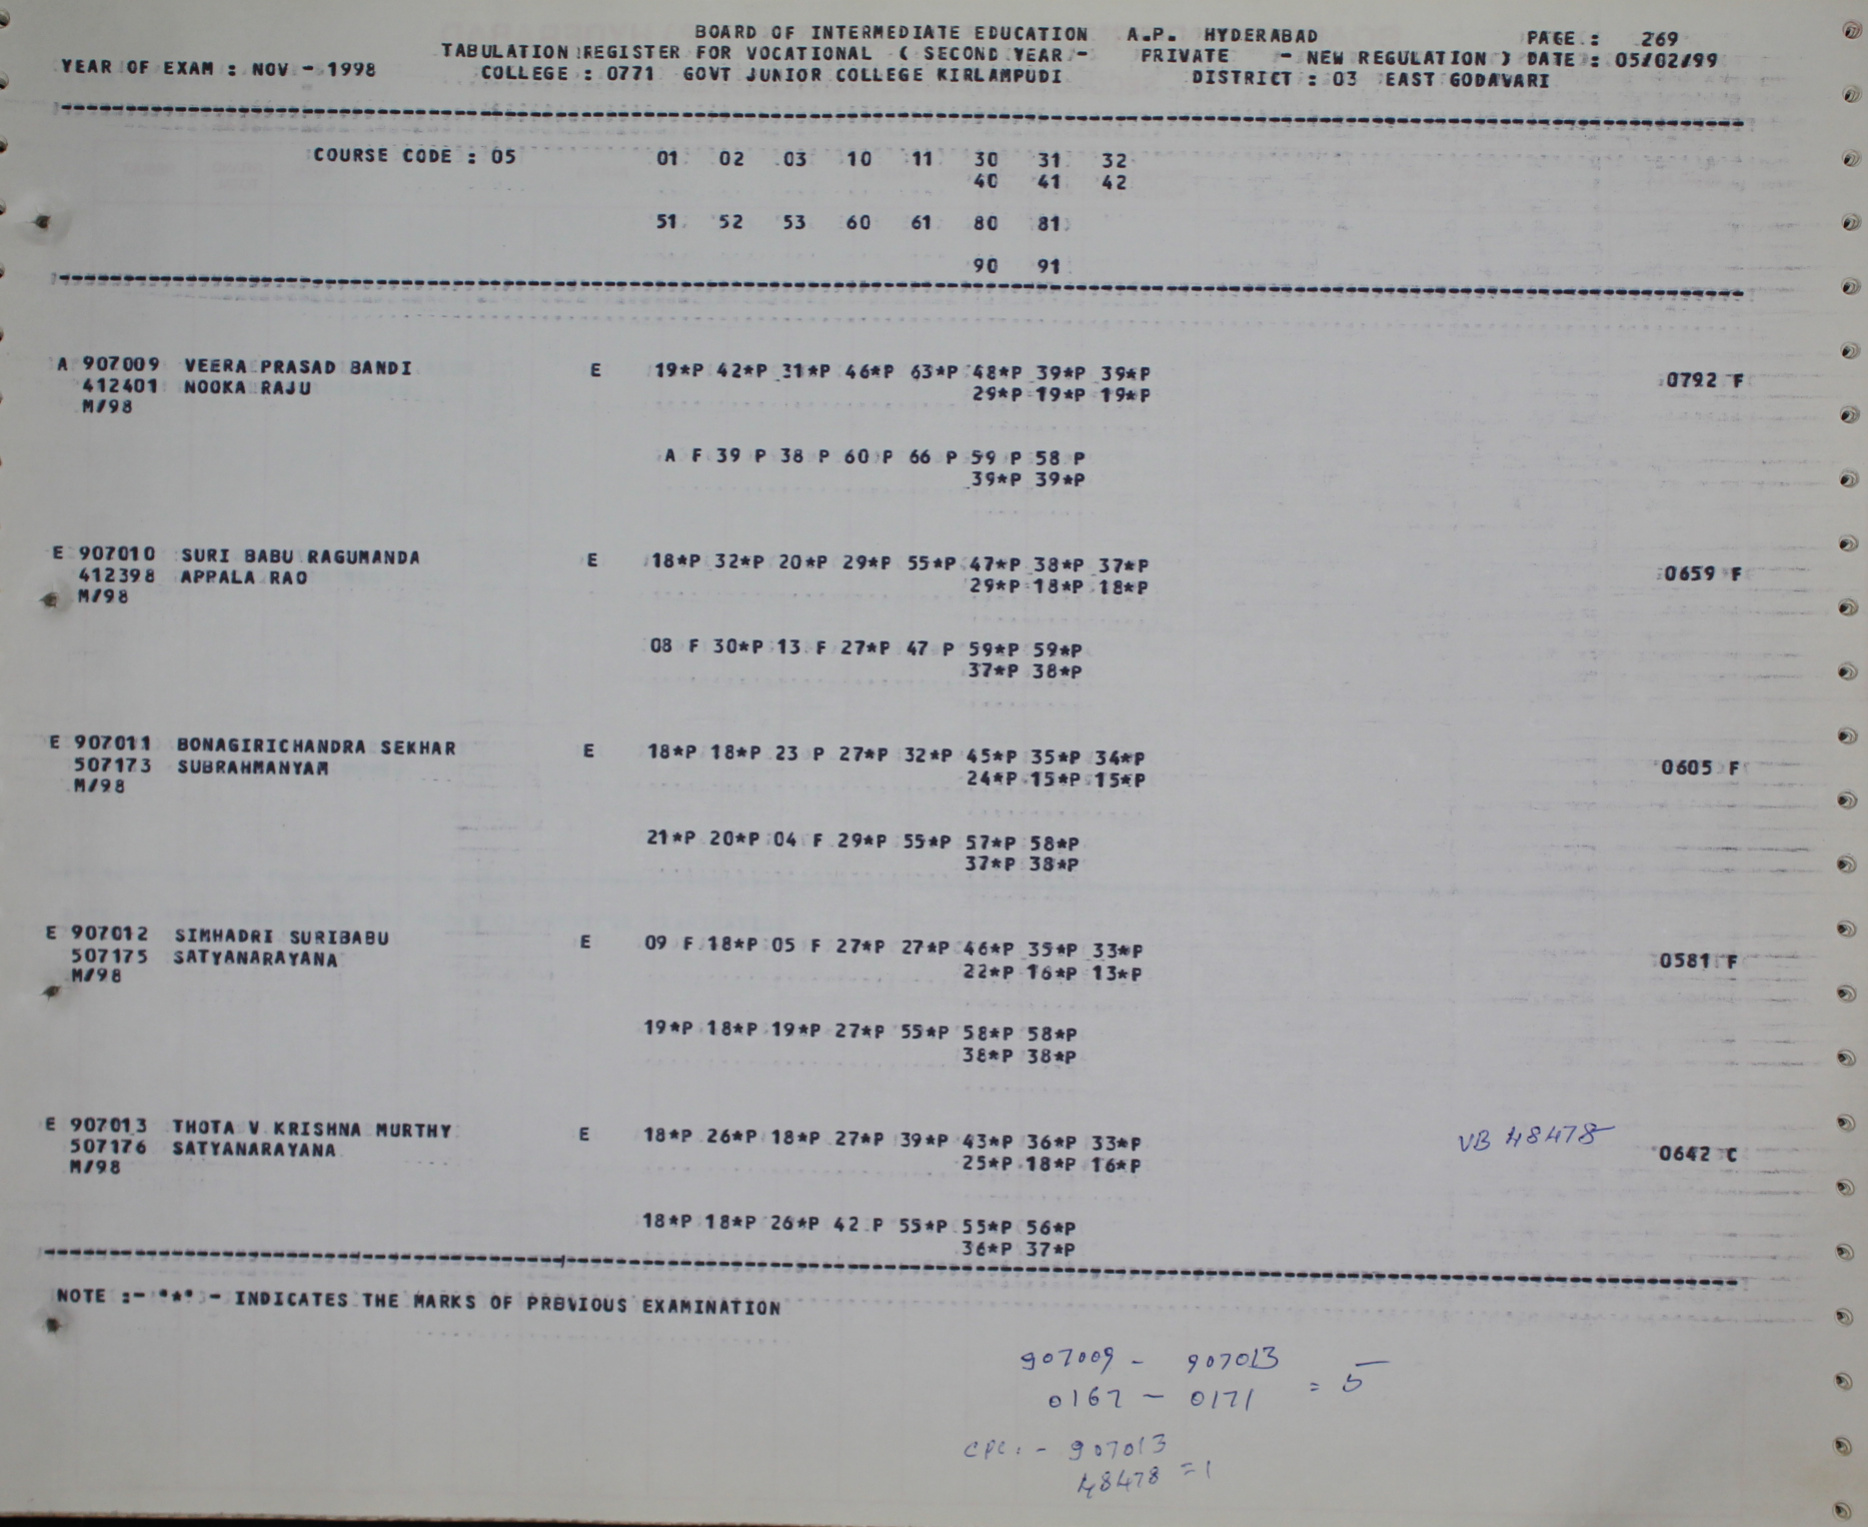 BOARD OF INTERMEDIATE EDUCATION A.P. HYDERABAD PAGE : 269
TABULATION REGISTER FOR VOCATIONAL ( SECOND YEAR - PRIVATE - NEW REGULATION ) DATE : 05/02/99
YEAR OF EXAM : NOV - 1998 COLLEGE : 0771 GOVT JUNIOR COLLEGE KIRLAMPUDI DISTRICT : 03 EAST GODAVARI
COURSE CODE : 05 01 02 03 10 11 30 31 32
40 41 42
51 52 53 60 61 80 81
90 91
A 907009 VEERA PRASAD BANDI E 19*P 42*P 31*P 46*P 63*P 48*P 39*P 39*P 0792 F
412401 NOOKA RAJU 29*P 19*P 19*P
M/98
A F 39 P 38 P 60 P 66 P 59 P 58 P
39*P 39*P
E 907010 SURI BABU RAGUMANDA E 18*P 32*P 20*P 29*P 55*P 47*P 38*P 37*P 0659 F
412398 APPALA RAO 29*P 18*P 18*P
M/98
08 F 30*P 13 F 27*P 47 P 59*P 59*P
37*P 38*P
E 907011 BONAGIRICHANDRA SEKHAR E 18*P 18*P 23 P 27*P 32*P 45*P 35*P 34*P 0605 F
507173 SUBRAHMANYAM 24*P 15*P 15*P
M/98
21*P 20*P 04 F 29*P 55*P 57*P 58*P
37*P 38*P
E 907012 SIMHADRI SURIBABU E 09 F 18*P 05 F 27*P 27*P 46*P 35*P 33*P 0581 F
507175 SATYANARAYANA 22*P 16*P 13*P
M/98
19*P 18*P 19*P 27*P 55*P 58*P 58*P
38*P 38*P
E 907013 THOTA V KRISHNA MURTHY E 18*P 26*P 18*P 27*P 39*P 43*P 36*P 33*P VB 48478 0642 C
507176 SATYANARAYANA 25*P 18*P 16*P
M/98
18*P 18*P 26*P 42 P 55*P 55*P 56*P
36*P 37*P
NOTE :- "*" - INDICATES THE MARKS OF PREVIOUS EXAMINATION
907009 - 907013
0167 - 0171 = 5
CPC: - 907013
48478 = 1